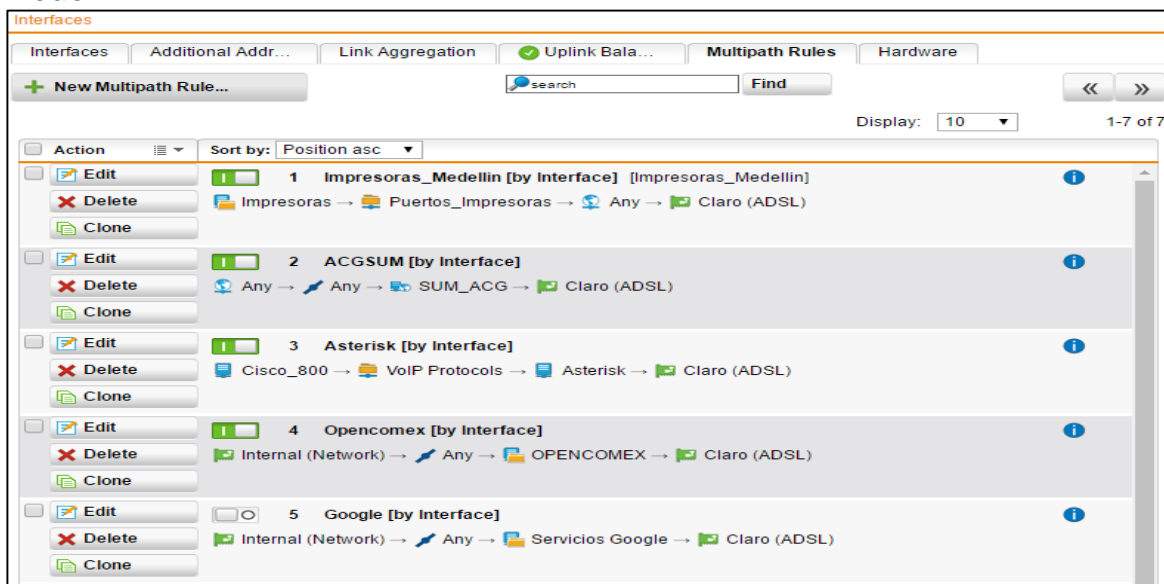 Interfaces
Interfaces Additional Addr... Link Aggregation Uplink Bala... Multipath Rules Hardware
+ New Multipath Rule... search Find « »
Display: 10 1-7 of 7
Action Sort by: Position asc
Edit 1 Impresoras_Medellin [by Interface] [Impresoras_Medellin]
Delete Impresoras → Puertos_Impresoras → Any → Claro (ADSL)
Clone
Edit 2 ACGSUM [by Interface]
Delete Any → Any → SUM_ACG → Claro (ADSL)
Clone
Edit 3 Asterisk [by Interface]
Delete Cisco_800 → VoIP Protocols → Asterisk → Claro (ADSL)
Clone
Edit 4 Opencomex [by Interface]
Delete Internal (Network) → Any → OPENCOMEX → Claro (ADSL)
Clone
Edit 5 Google [by Interface]
Delete Internal (Network) → Any → Servicios Google → Claro (ADSL)
Clone